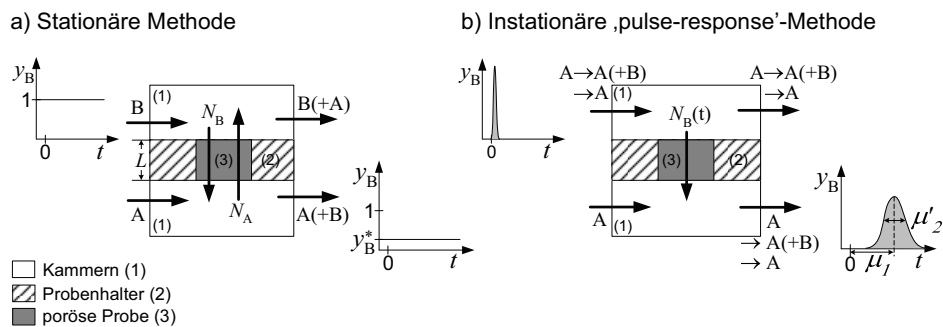 a) Stationäre Methode
y_B
1
0
t
(1)
B
B(+A)
N_B
L
(3)
(2)
A
N_A
A(+B)
(1)
y_B
1
y_B^*
0
t
Kammern (1)
Probenhalter (2)
poröse Probe (3)
b) Instationäre ‚pulse-response'-Methode
y_B
0
t
A→A(+B)
→A
(1)
A→A(+B)
→A
N_B(t)
(3)
(2)
A
(1)
A
→ A(+B)
→ A
y_B
μ'_2
0
μ_1
t